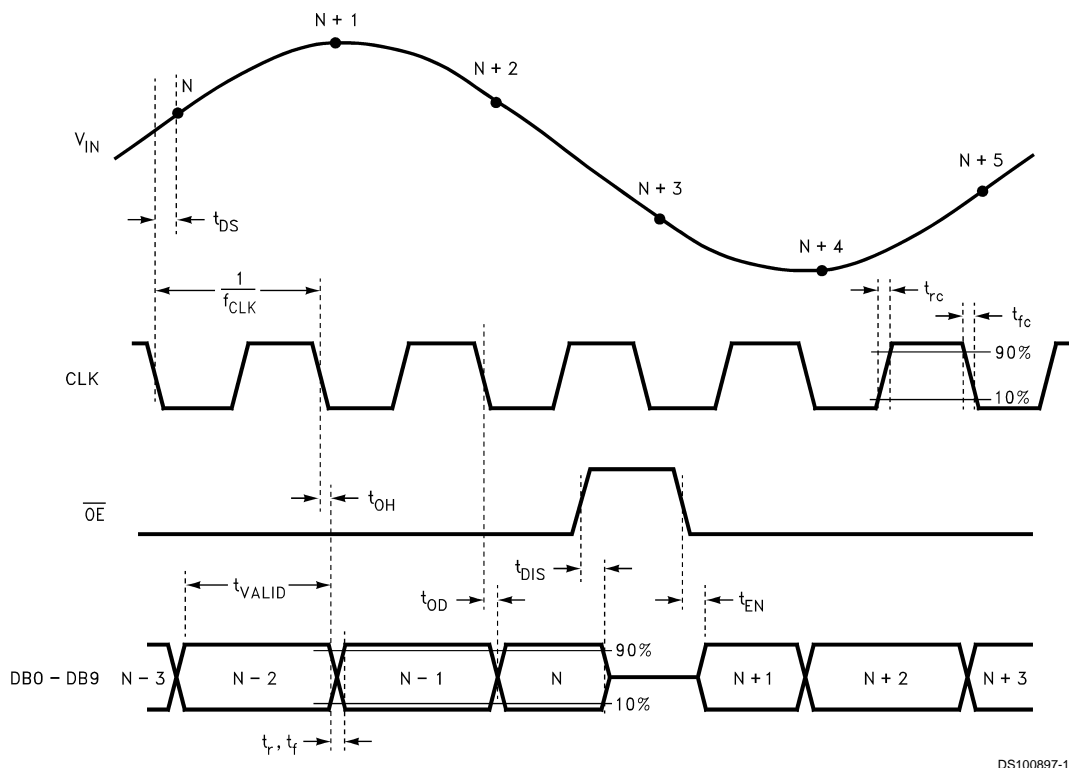 N + 1
N + 2
N
V_IN
N + 3
N + 5
t_DS
N + 4
1
f_CLK
t_rc
t_fc
CLK
90%
10%
OE
t_OH
t_DIS
t_VALID
t_OD
t_EN
90%
DB0 – DB9 N – 3 N – 2 N – 1 N N + 1 N + 2 N + 3
10%
t_r , t_f
DS100897-1